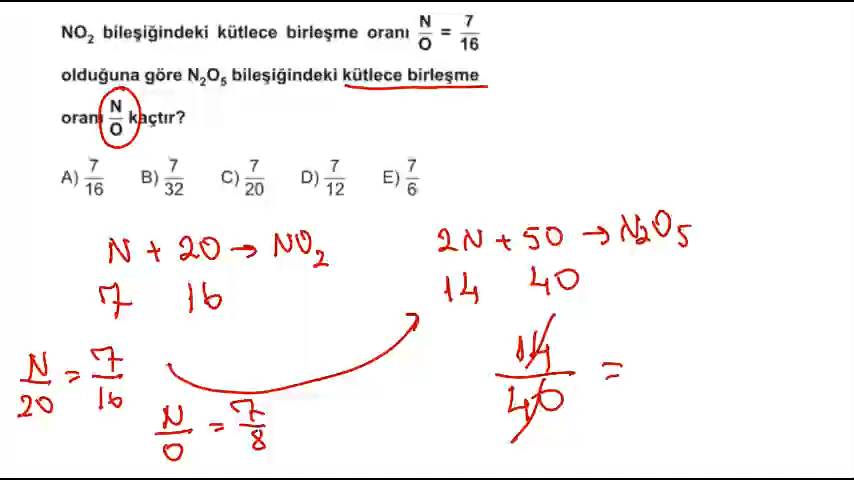 NO₂ bileşiğindeki kütlece birleşme oranı N/O = 7/16
olduğuna göre N₂O₅ bileşiğindeki kütlece birleşme
oranı N/O kaçtır?
A) 7/16 B) 7/32 C) 7/20 D) 7/12 E) 7/6
N + 2O → NO₂
7 16
N/2O = 7/16
N/O = 7/8
2N + 5O → N₂O₅
14 40
14/40 =